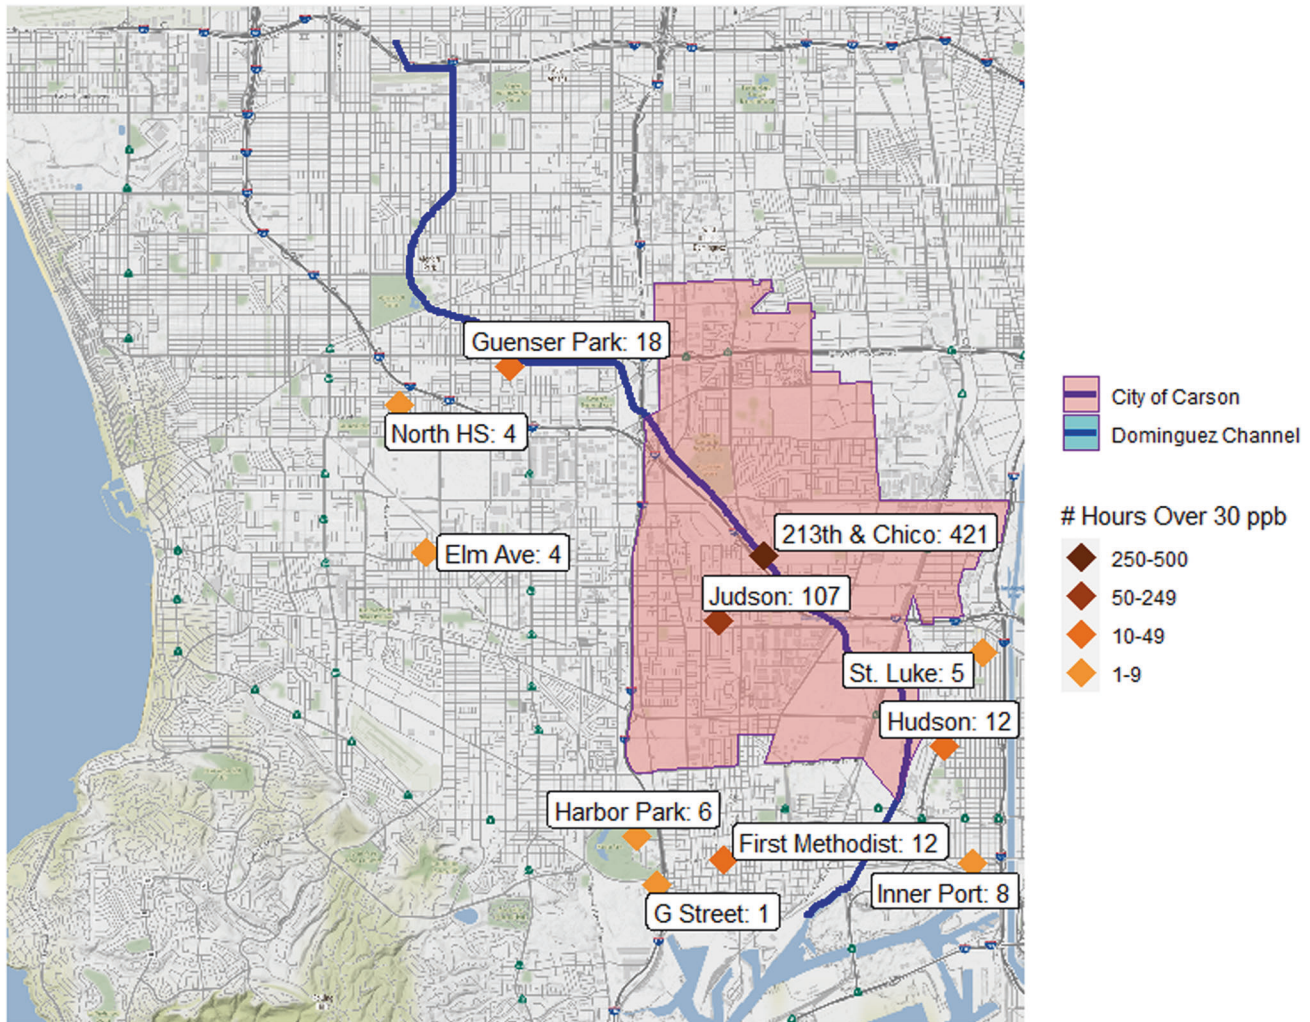 Guenser Park: 18
North HS: 4
213th & Chico: 421
Elm Ave: 4
Judson: 107
St. Luke: 5
Hudson: 12
Harbor Park: 6
First Methodist: 12
Inner Port: 8
G Street: 1
City of Carson
Dominguez Channel
# Hours Over 30 ppb
250-500
50-249
10-49
1-9